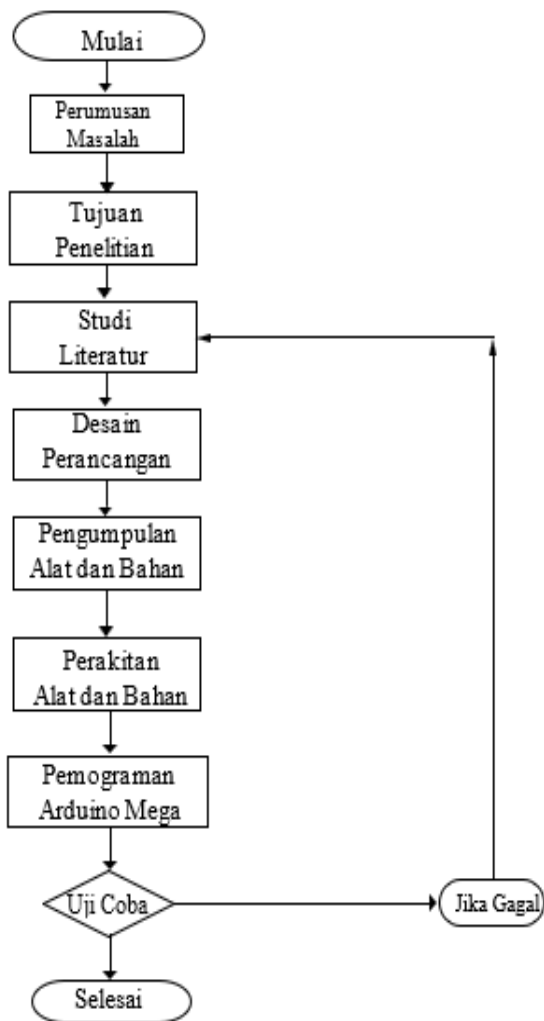 Mulai
Perumusan
Masalah
Tujuan
Penelitian
Studi
Literatur
Desain
Perancangan
Pengumpulan
Alat dan Bahan
Perakitan
Alat dan Bahan
Pemograman
Arduino Mega
Uji Coba
Jika Gagal
Selesai